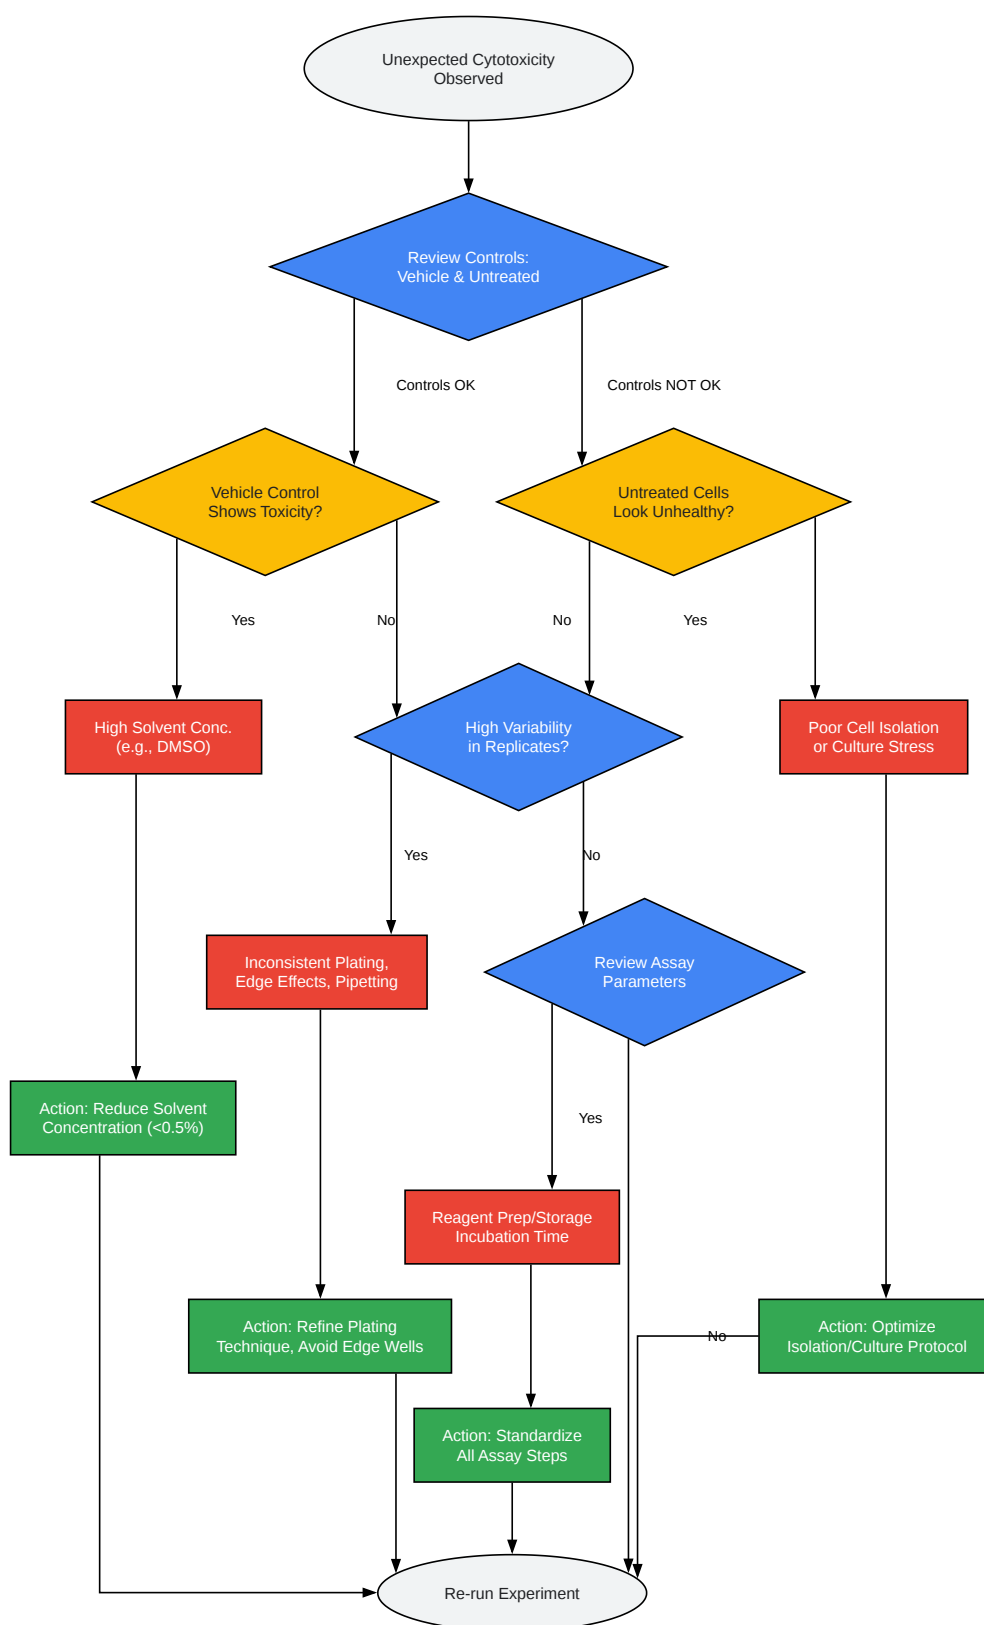 Unexpected Cytotoxicity
Observed
Review Controls:
Vehicle & Untreated
Controls OK
Controls NOT OK
Vehicle Control
Shows Toxicity?
Untreated Cells
Look Unhealthy?
Yes
No
No
Yes
High Solvent Conc.
(e.g., DMSO)
High Variability
in Replicates?
Poor Cell Isolation
or Culture Stress
Yes
No
Inconsistent Plating,
Edge Effects, Pipetting
Review Assay
Parameters
Action: Reduce Solvent
Concentration (<0.5%)
Yes
Reagent Prep/Storage
Incubation Time
Action: Refine Plating
Technique, Avoid Edge Wells
No
Action: Optimize
Isolation/Culture Protocol
Action: Standardize
All Assay Steps
Re-run Experiment